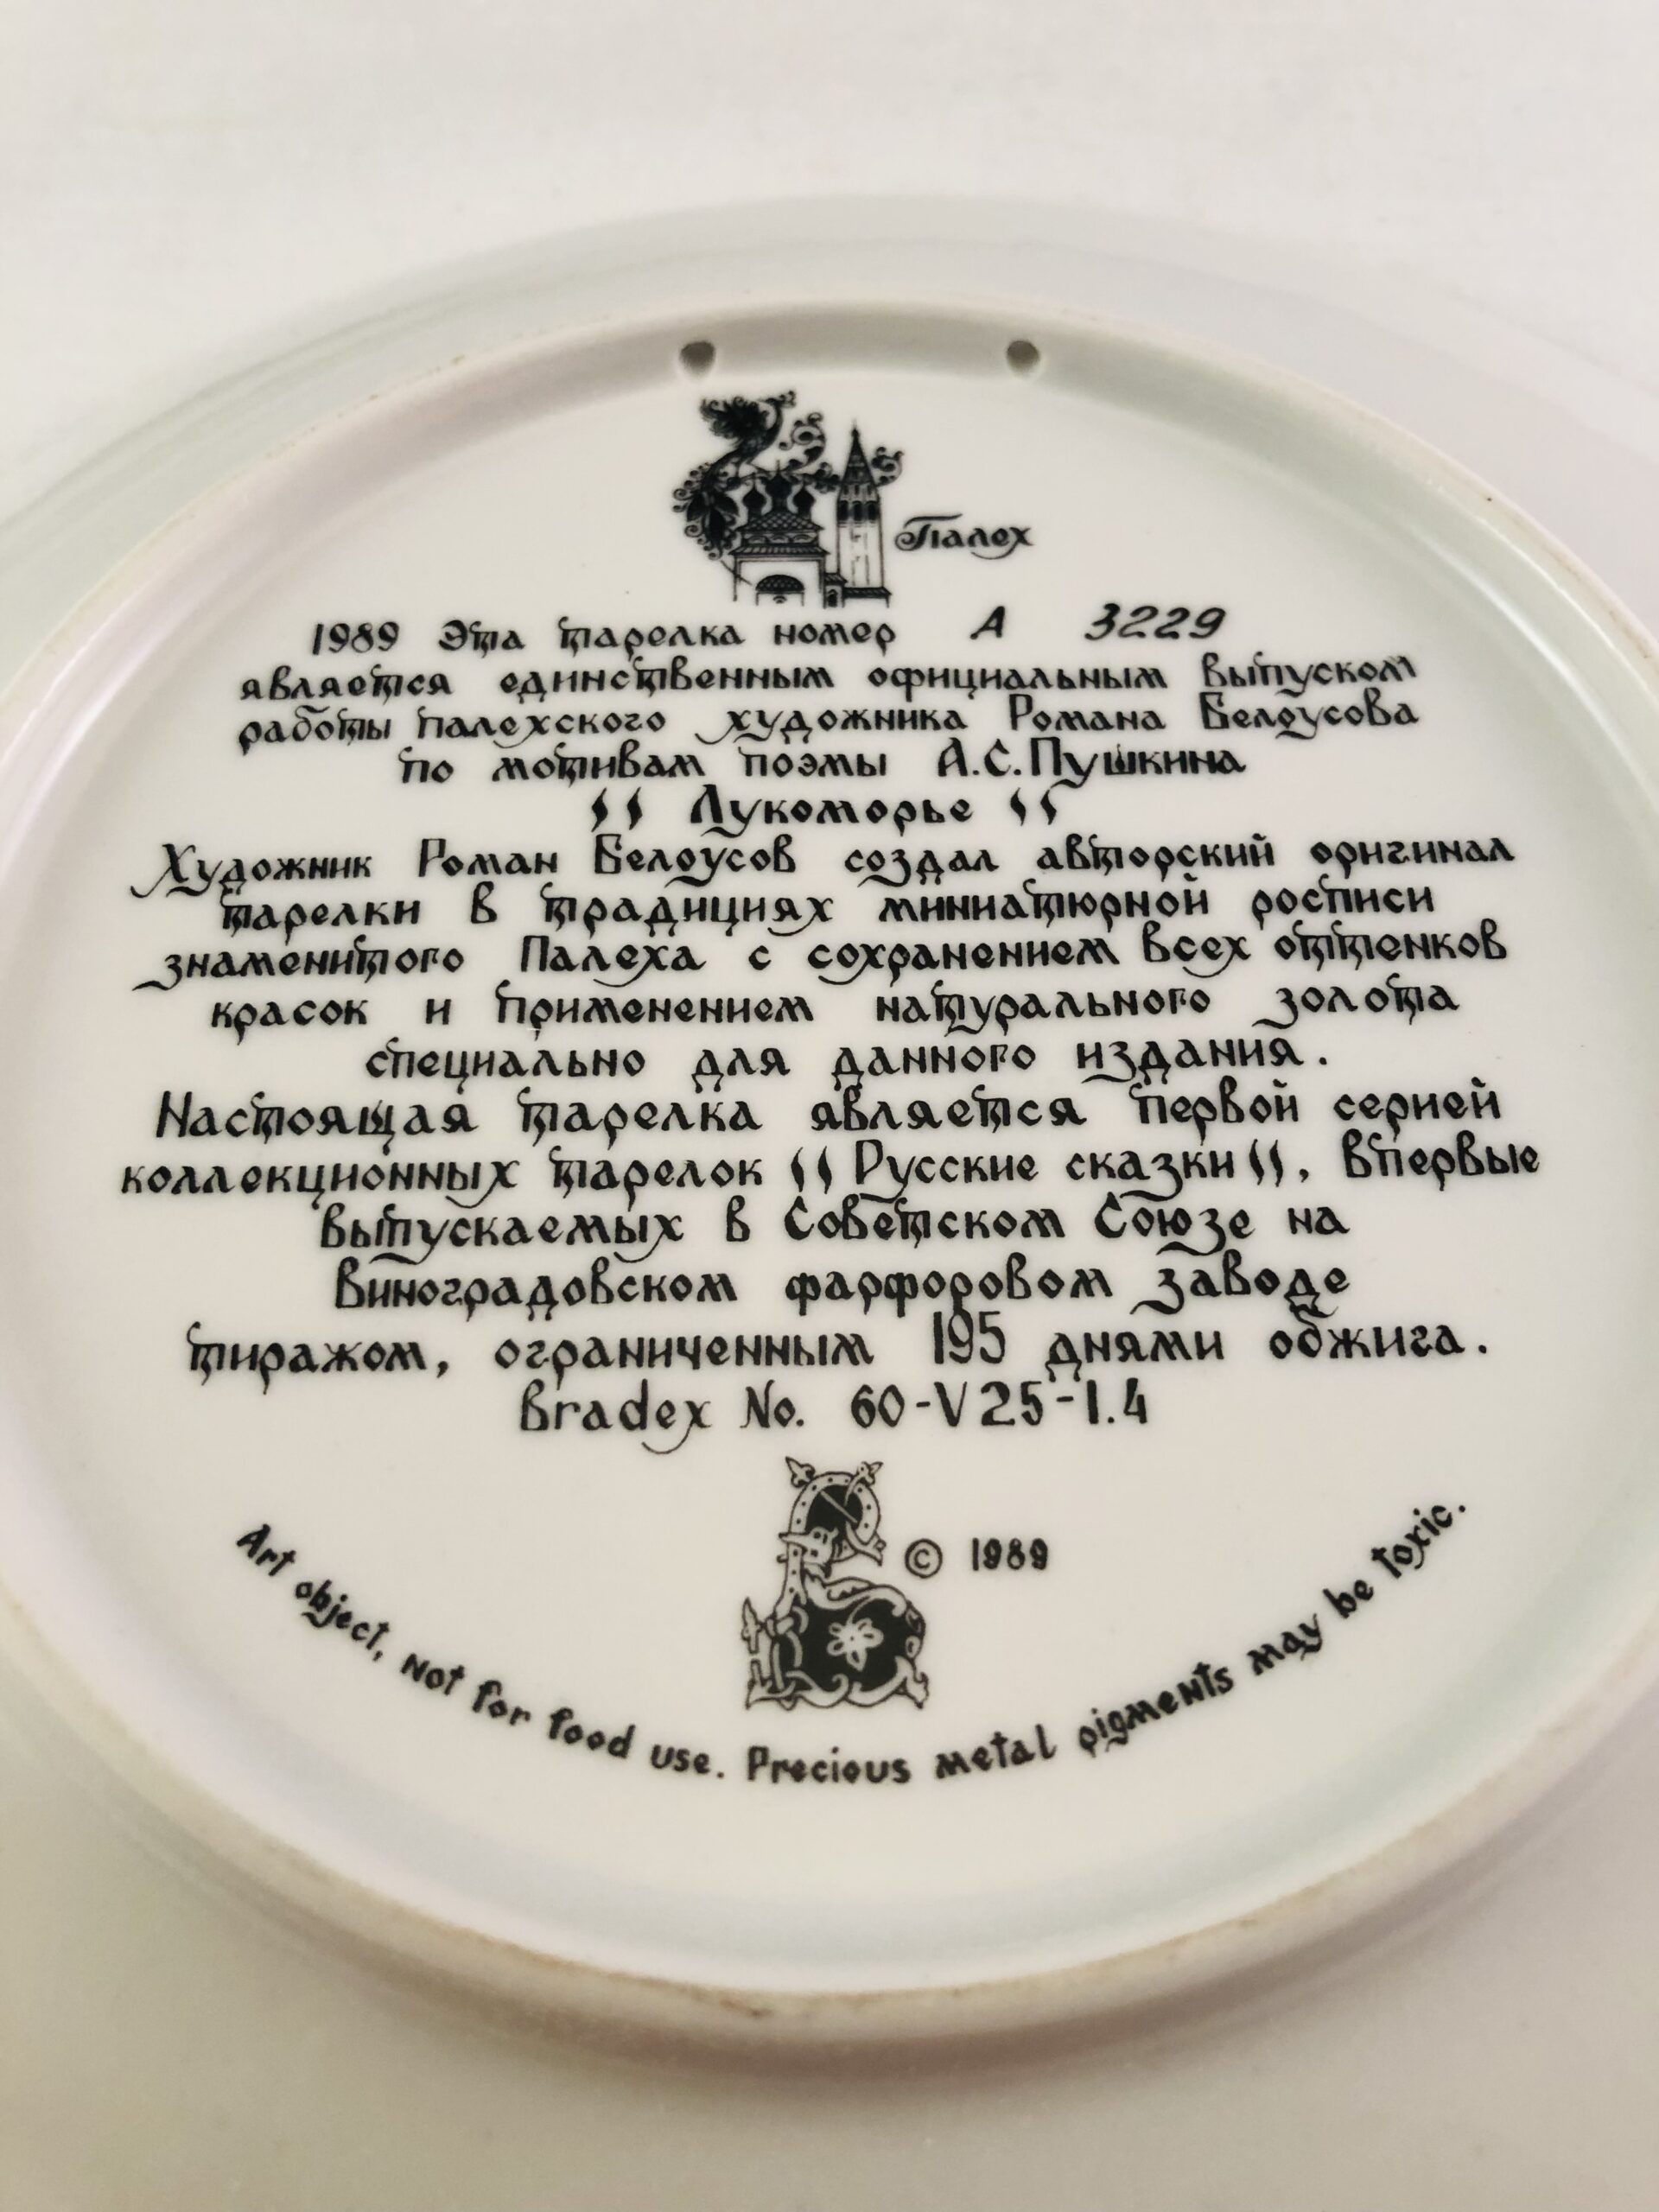 Палех
1989 Эта тарелка номер А 3229
является единственным официальным выпуском
работы палехского художника Романа Белоусова
по мотивам поэмы А.С.Пушкина
"Лукоморье"
Художник Роман Белоусов создал авторский оригинал
тарелки в традициях миниатюрной росписи
знаменитого Палеха с сохранением всех оттенков
красок и применением натурального золота
специально для данного издания.
Настоящая тарелка является первой серией
коллекционных тарелок "Русские сказки", впервые
выпускаемых в Советском Союзе на
Виноградовском фарфоровом заводе
тиражом, ограниченным 195 днями обжига.
Bradex No. 60-V25-1.4
© 1989
Art object, not for food use. Precious metal pigments may be toxic.